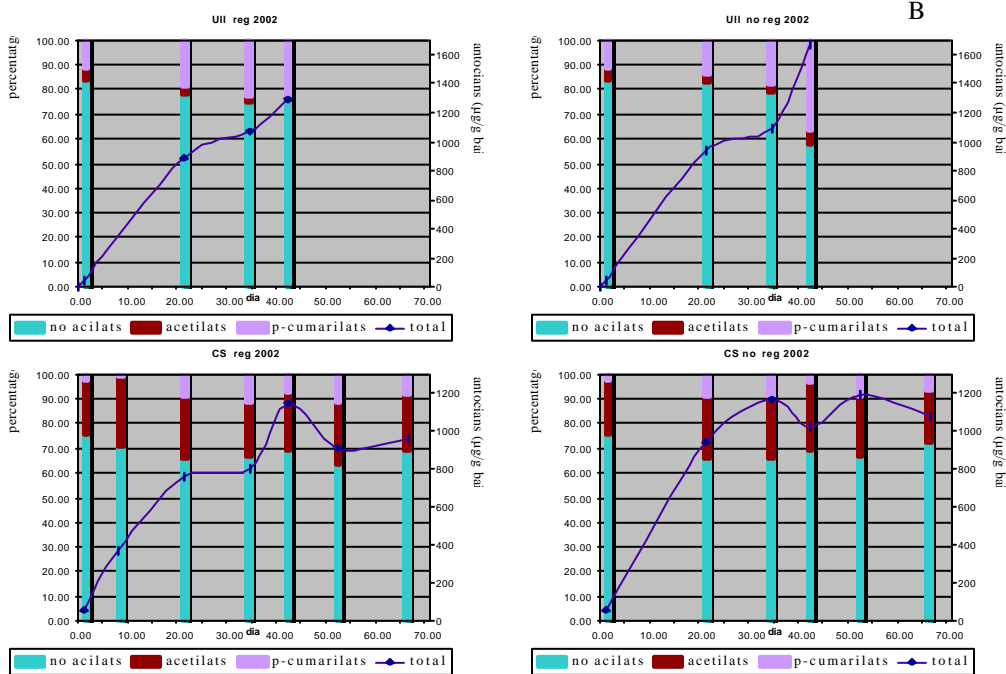 B
UII reg 2002
percentatg
antocians (µg/g bai
100.00 90.00 80.00 70.00 60.00 50.00 40.00 30.00 20.00 10.00 0.00
1600 1400 1200 1000 800 600 400 200 0
0.00 10.00 20.00 30.00 40.00 50.00 60.00 70.00
dia
no acilats acetilats p-cumarilats total
UII no reg 2002
percentatg
antocians (µg/g bai
100.00 90.00 80.00 70.00 60.00 50.00 40.00 30.00 20.00 10.00 0.00
1600 1400 1200 1000 800 600 400 200 0
0.00 10.00 20.00 30.00 40.00 50.00 60.00 70.00
dia
no acilats acetilats p-cumarilats total
CS reg 2002
percentatg
antocians (µg/g bai
100.00 90.00 80.00 70.00 60.00 50.00 40.00 30.00 20.00 10.00 0.00
1200 1000 800 600 400 200 0
0.00 10.00 20.00 30.00 40.00 50.00 60.00 70.00
dia
no acilats acetilats p-cumarilats total
CS no reg 2002
percentatg
antocians (µg/g bai
100.00 90.00 80.00 70.00 60.00 50.00 40.00 30.00 20.00 10.00 0.00
1200 1000 800 600 400 200 0
0.00 10.00 20.00 30.00 40.00 50.00 60.00 70.00
dia
no acilats acetilats p-cumarilats total